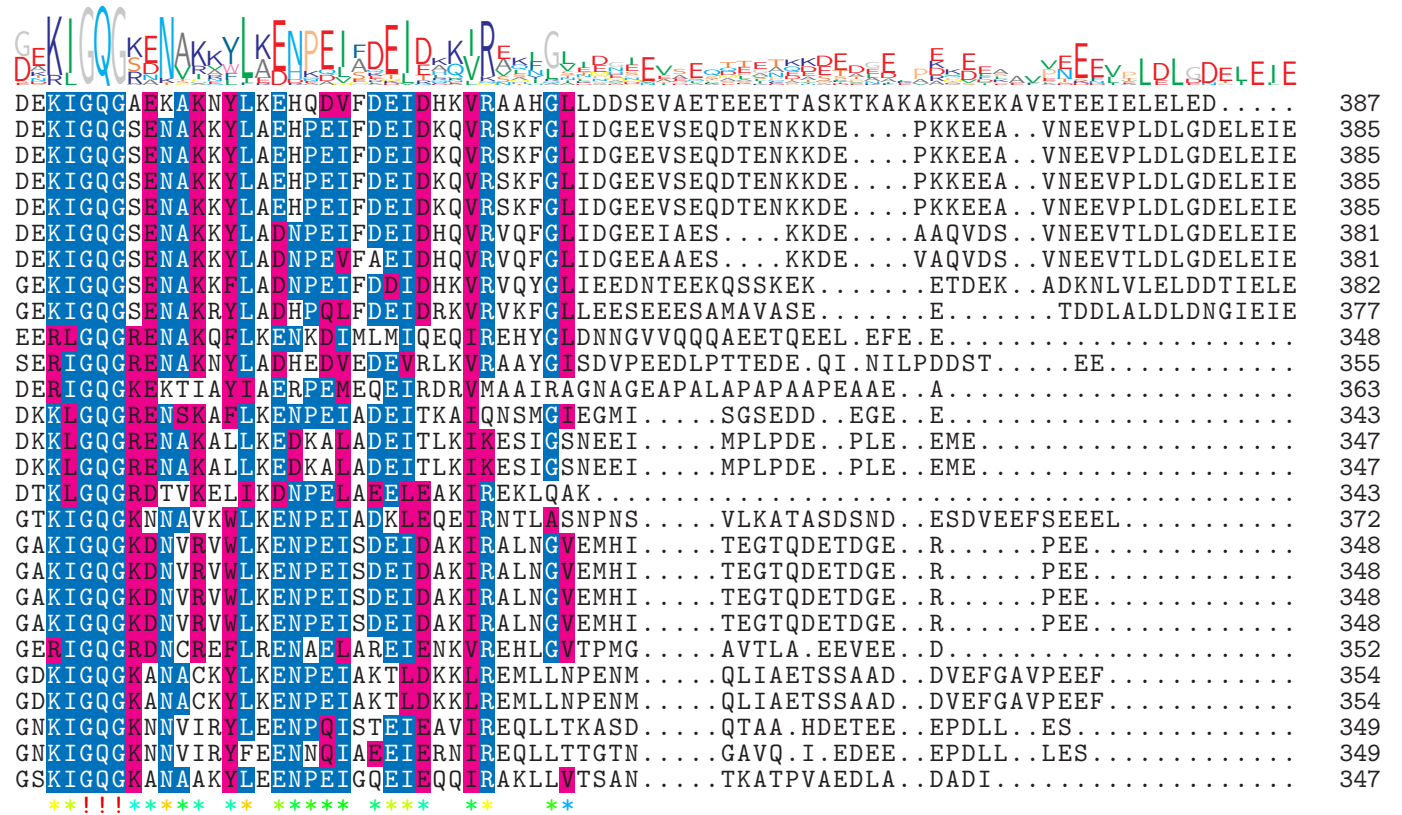 DEKIGQGAEKAKNYLKEHQDVFDEIDHKVRAAHGLLDDSEVAETEEETTASKTKAKAKKEEKAVETEEIELELED..... 387
DEKIGQGSENAKKYLAEHPEIFDEIDKQVRSKFGLIDGEEVSEQDTENKKDE....PKKEEA..VNEEVPLDLGDELEIE 385
DEKIGQGSENAKKYLAEHPEIFDEIDKQVRSKFGLIDGEEVSEQDTENKKDE....PKKEEA..VNEEVPLDLGDELEIE 385
DEKIGQGSENAKKYLAEHPEIFDEIDKQVRSKFGLIDGEEVSEQDTENKKDE....PKKEEA..VNEEVPLDLGDELEIE 385
DEKIGQGSENAKKYLAEHPEIFDEIDKQVRSKFGLIDGEEVSEQDTENKKDE....PKKEEA..VNEEVPLDLGDELEIE 385
DEKIGQGSENAKKYLADNPEIFDEIDHQVRVQFGLIDGEEIAES....KKDE....AAQVDS..VNEEVTLDLGDELEIE 381
DEKIGQGSENAKKYLADNPEVFAEIDHQVRVQFGLIDGEEAAES....KKDE....VAQVDS..VNEEVTLDLGDELEIE 381
GEKIGQGSENAKKFLADNPEIFDDIDHKVRVQYGLIEEDNTEEKQSSKEK.......ETDEK..ADKNLVLELDDTIELE 382
GEKIGQGSENAKRYLADHPQLFDEIDRKVRVKFGLLEESEEESAMAVASE.......E.......TDDLALDLDNGIEIE 377
EERLGQGRENAKQFLKENKDIMLMIQEQIREHYGLDNNGVVQQQAEETQEEL.EFE.E...................... 348
SERIGQGRENAKNYLADHEDVEDEVRLKVRAAYGISDVPEEDLPTTEDE.QI.NILPDDST.....EE............ 355
DERIGQGKEKTIAYIAERPEMEQEIRDRVMAAIRAGNAGEAPALAPAPAAPEAAE..A...................... 363
DKKLGQGRENSKAFLKENPEIADEITKAIQNSMGIEGMI.....SGSEDD..EGE..E...................... 343
DKKLGQGRENAKALLKEDKALADEITLKIKESIGSNEEI.....MPLPDE..PLE..EME.................... 347
DKKLGQGRENAKALLKEDKALADEITLKIKESIGSNEEI.....MPLPDE..PLE..EME.................... 347
DTKLGQGRDTVKELIKDNPELAEELEAKIREKLQAK............................................ 343
GTKIGQGKNNAVKWLKENPEIADKLEQEIRNTLASNPNS.....VLKATASDSND..ESDVEEFSEEEL........... 372
GAKIGQGKDNVRVWLKENPEISDEIDAKIRALNGVEMHI.....TEGTQDETDGE..R......PEE............. 348
GAKIGQGKDNVRVWLKENPEISDEIDAKIRALNGVEMHI.....TEGTQDETDGE..R......PEE............. 348
GAKIGQGKDNVRVWLKENPEISDEIDAKIRALNGVEMHI.....TEGTQDETDGE..R......PEE............. 348
GAKIGQGKDNVRVWLKENPEISDEIDAKIRALNGVEMHI.....TEGTQDETDGE..R......PEE............. 348
GERIGQGRDNCREFLRENAELAREIENKVREHLGVTPMG.....AVTLA.EEVEE..D...................... 352
GDKIGQGKANACKYLKENPEIAKTLDKKLREMLLNPENM.....QLIAETSSAAD..DVEFGAVPEEF............ 354
GDKIGQGKANACKYLKENPEIAKTLDKKLREMLLNPENM.....QLIAETSSAAD..DVEFGAVPEEF............ 354
GNKIGQGKNNVIRYLEENPQISTEIEAVIREQLLTKASD.....QTAA.HDETEE..EPDLL..ES.............. 349
GNKIGQGKNNVIRYFEENNQIAEEIERNIREQLLTTGTN.....GAVQ.I.EDEE..EPDLL..LES............. 349
GSKIGQGKANAAKYLEENPEIGQEIEQQIRAKLLVTSAN.....TKATPVAEDLA..DADI................... 347
**!!!***** ** ***** **** ** **